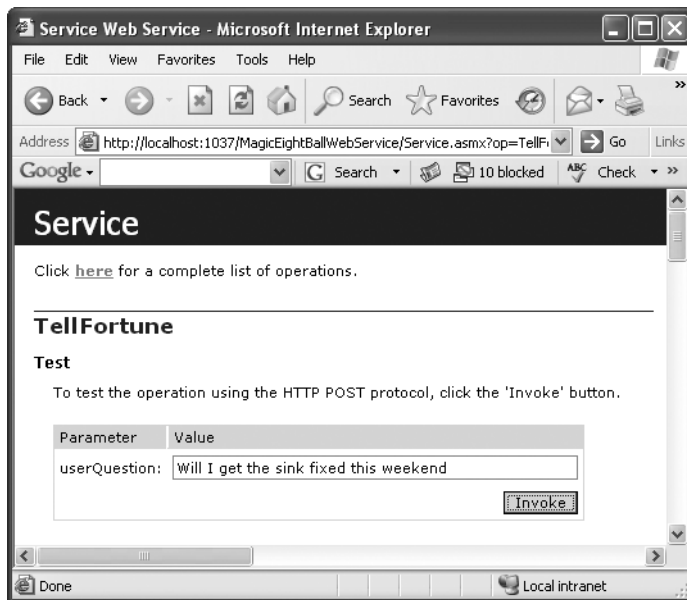 Service Web Service - Microsoft Internet Explorer
File Edit View Favorites Tools Help
Back Search Favorites »
Address http://localhost:1037/MagicEightBallWebService/Service.asmx?op=TellF Go Links
Google G Search 10 blocked ABC Check »
Service
Click here for a complete list of operations.
TellFortune
Test
To test the operation using the HTTP POST protocol, click the 'Invoke' button.
Parameter Value
userQuestion: Will I get the sink fixed this weekend
Invoke
Done Local intranet